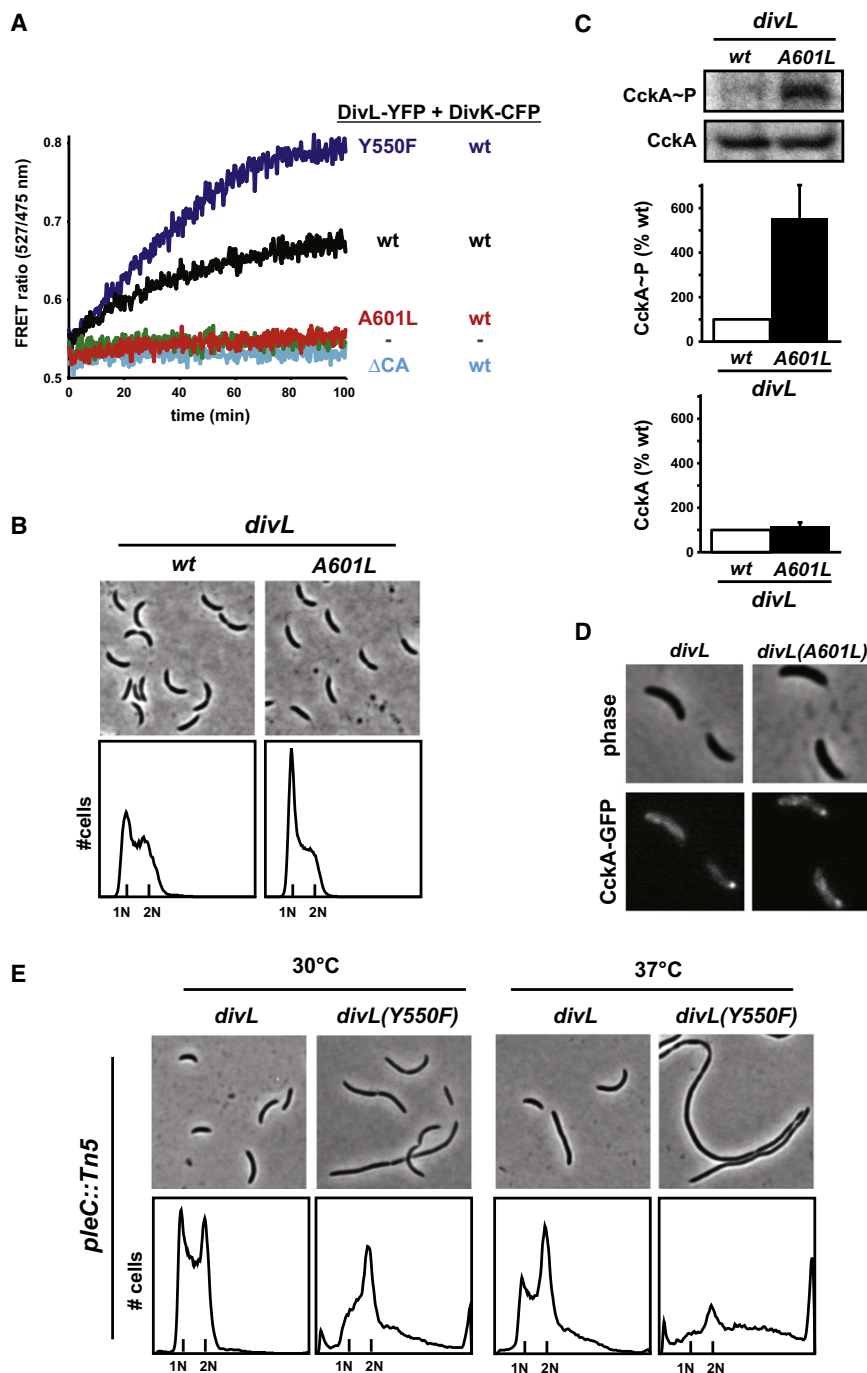 A
DivL-YFP + DivK-CFP
Y550F wt
wt wt
A601L wt
- -
ΔCA wt
FRET ratio (527/475 nm)
0.8
0.7
0.6
0.5
0 20 40 60 80 100
time (min)
B
divL
wt A601L
#cells
1N 2N 1N 2N
C
divL
wt A601L
CckA~P
CckA
CckA~P (% wt)
600
400
200
100
0
wt A601L
divL
CckA (% wt)
600
400
200
100
0
wt A601L
divL
D
divL divL(A601L)
phase
CckA-GFP
E
30°C 37°C
divL divL(Y550F) divL divL(Y550F)
pleC::Tn5
# cells
1N 2N 1N 2N 1N 2N 1N 2N